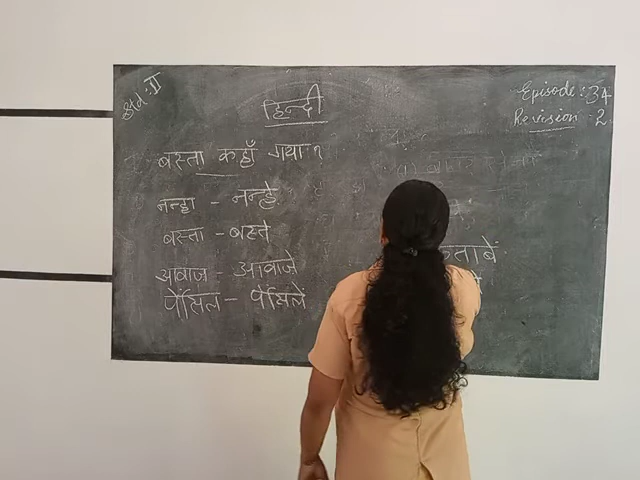 Std : II
हिन्दी
Episode : 34
Revision - 2
बस्ता कहाँ गया ?
नन्हा - नन्हे
बस्ता - बस्ते
आवाज - आवाजे
पेंसिल - पेंसिलें
ताबें